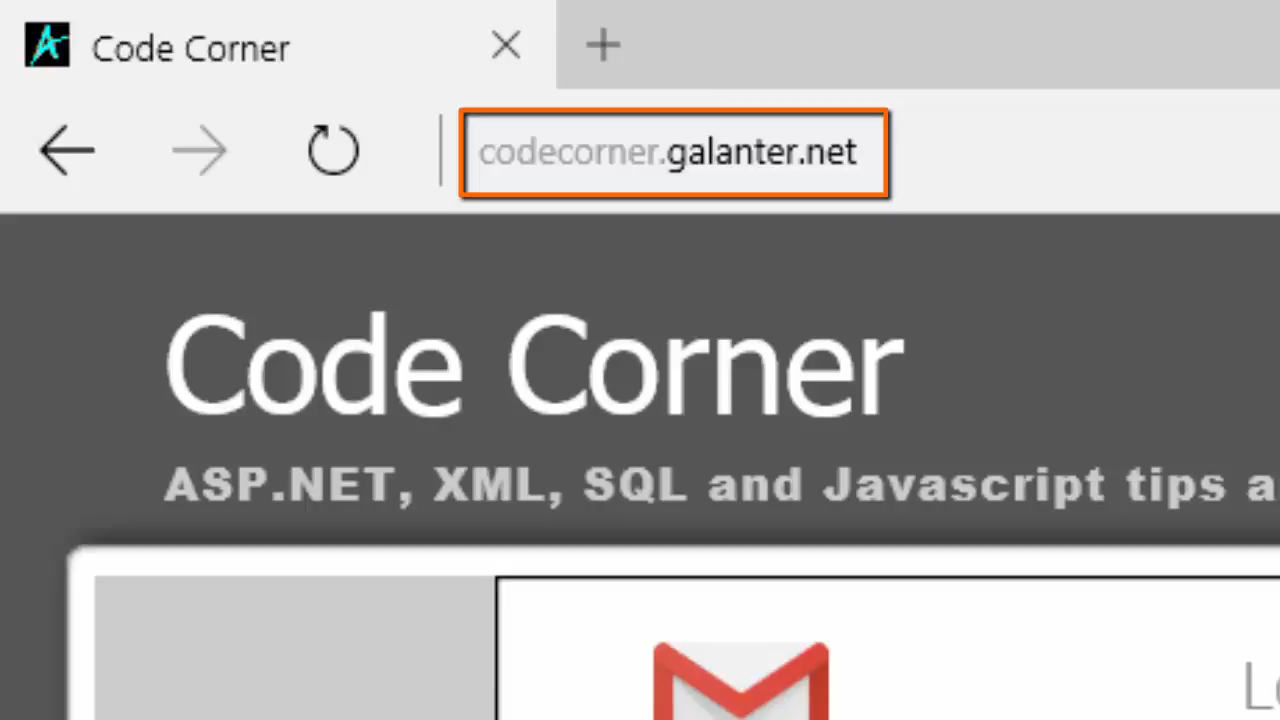 Code Corner
codecorner.galanter.net
Code Corner
ASP.NET, XML, SQL and Javascript tips